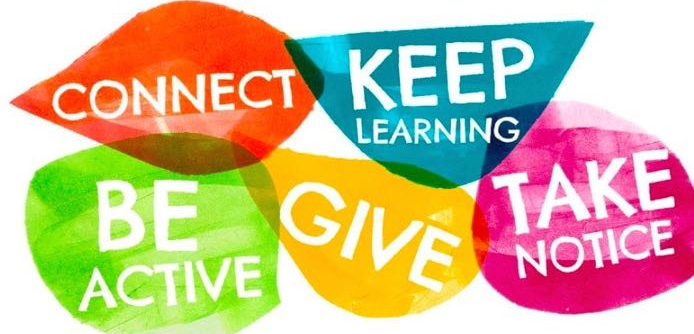 CONNECT
KEEP
LEARNING
BE
ACTIVE
GIVE
TAKE
NOTICE